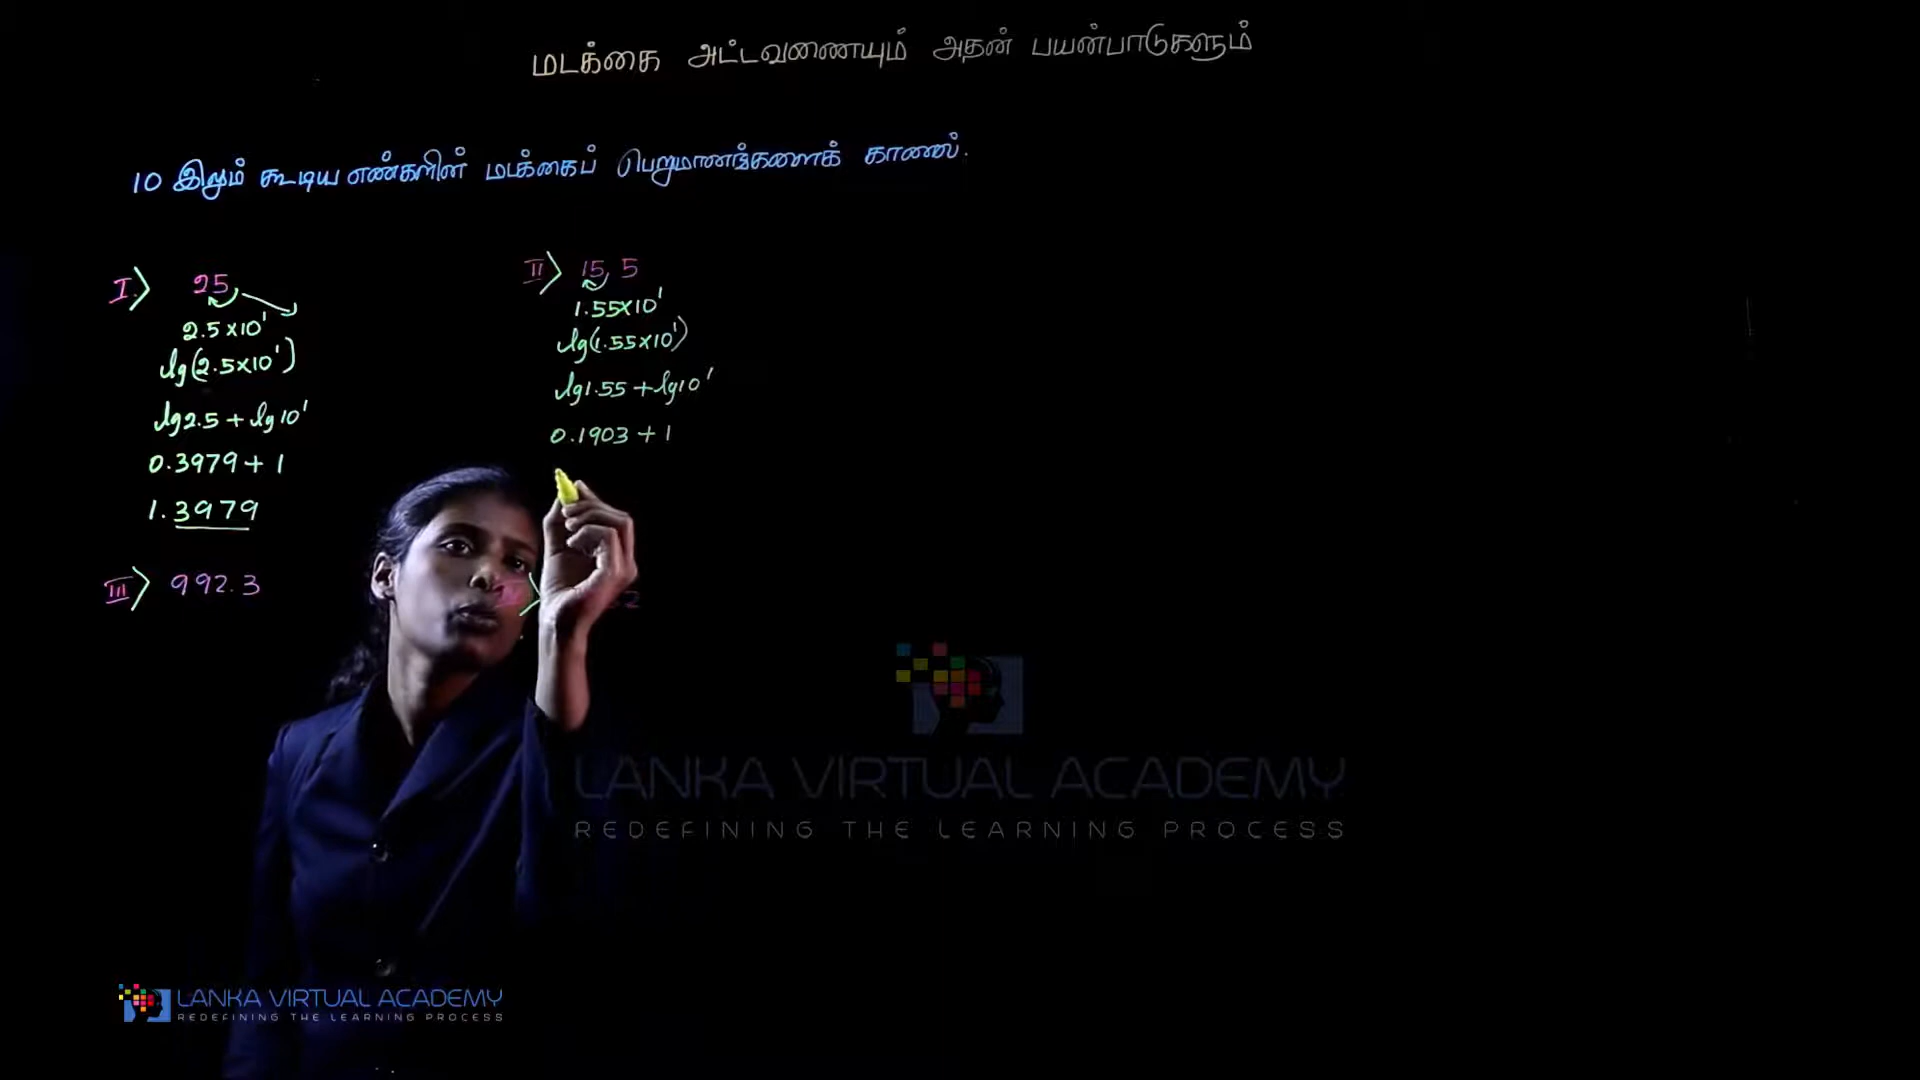 மடக்கை அட்டவணையும் அதன் பயன்பாடுகளும்
10 இலும் கூடிய எண்களின் மடக்கைப் பெறுமானங்களைக் காணல்.
I.) 25
2.5×10¹
lg(2.5×10¹)
lg2.5 + lg10¹
0.3979 + 1
1.3979
II) 15.5
1.55×10¹
lg(1.55×10¹)
lg1.55 + lg10¹
0.1903 + 1
III) 992.3
LANKA VIRTUAL ACADEMY
REDEFINING THE LEARNING PROCESS
LANKA VIRTUAL ACADEMY
REDEFINING THE LEARNING PROCESS